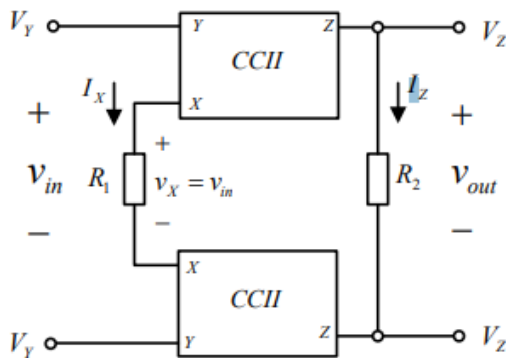 V_Y Y Z V_Z
CCII
I_X X I_Z
+ + +
v_in R_1 v_X = v_in R_2 v_out
− − −
X
CCII
V_Y Y Z V_Z